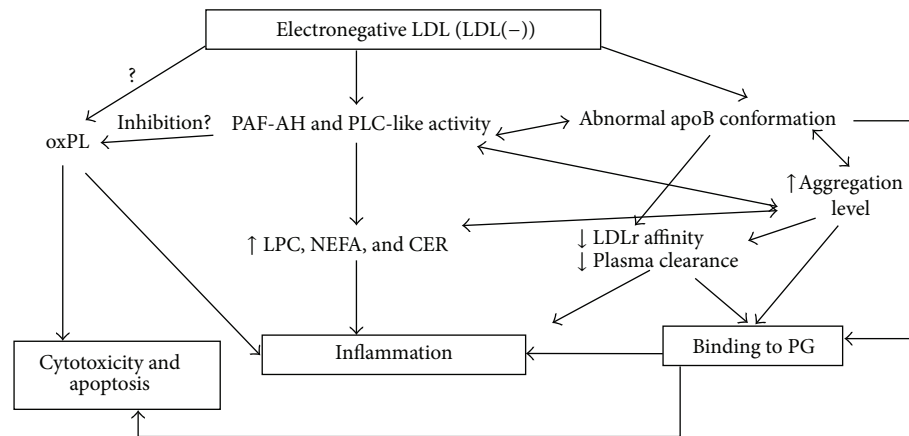 Electronegative LDL (LDL(−))
?
Inhibition?
oxPL
PAF-AH and PLC-like activity
Abnormal apoB conformation
↑ Aggregation
level
↑ LPC, NEFA, and CER
↓ LDLr affinity
↓ Plasma clearance
Cytotoxicity and
apoptosis
Inflammation
Binding to PG